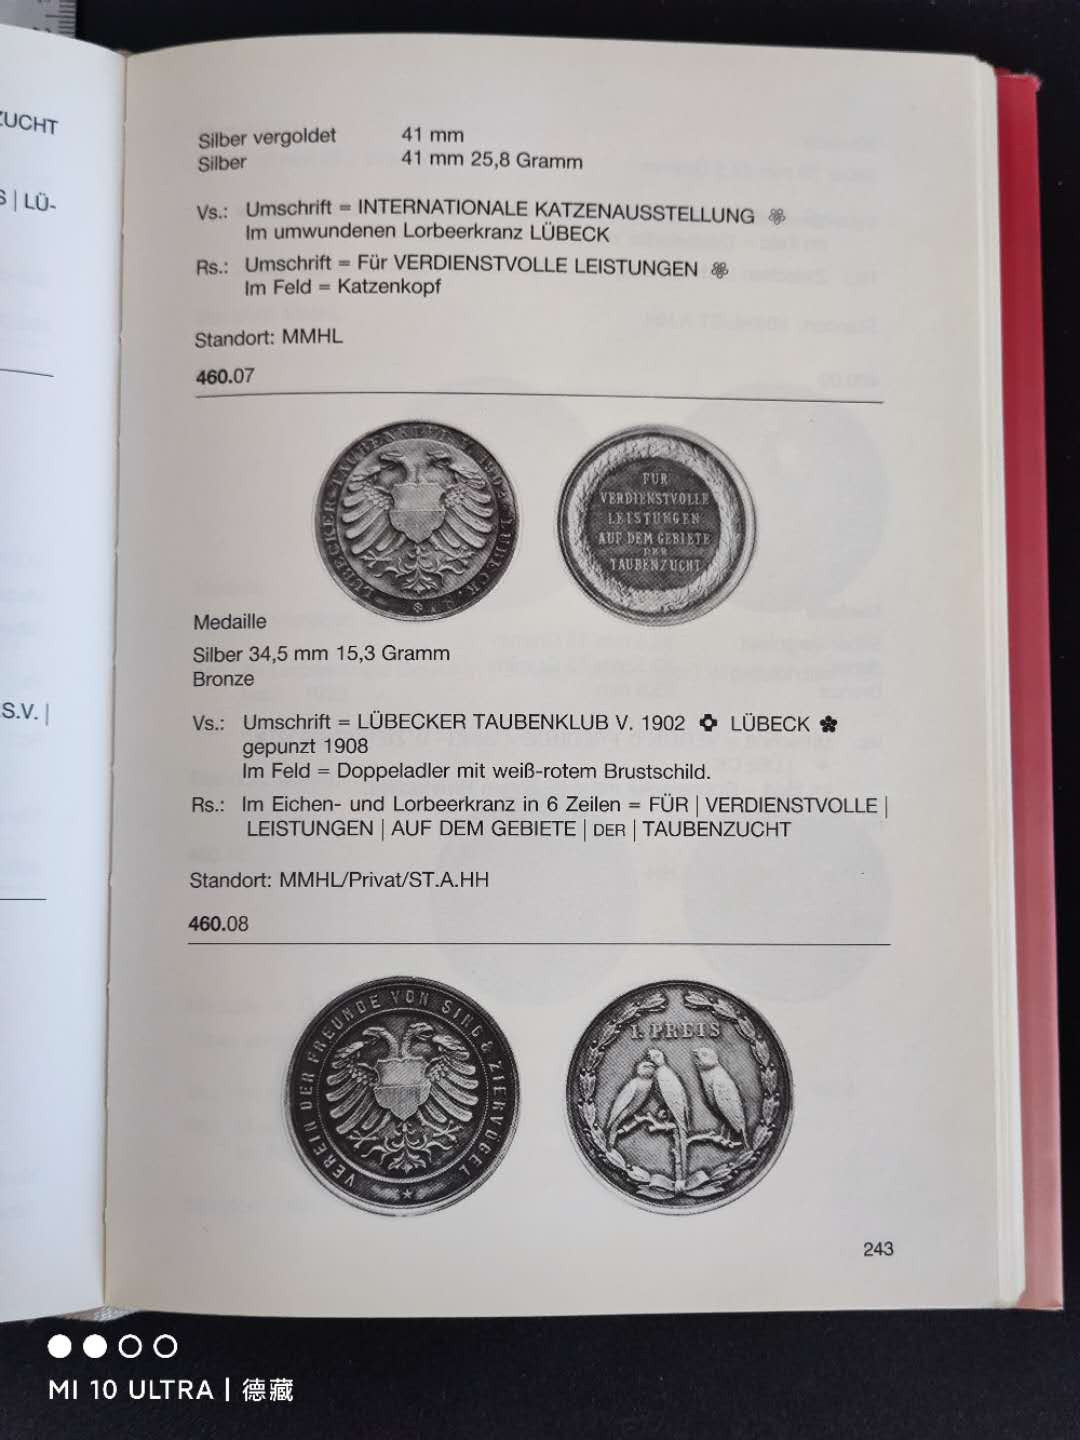 ZUCHT
S | LÜ-
S.V. |
Silber vergoldet 41 mm
Silber 41 mm 25,8 Gramm
Vs.: Umschrift = INTERNATIONALE KATZENAUSSTELLUNG
Im umwundenen Lorbeerkranz LÜBECK
Rs.: Umschrift = Für VERDIENSTVOLLE LEISTUNGEN
Im Feld = Katzenkopf
Standort: MMHL
460.07
LÜBECKER-TAUBENKLUB V. 1902 LÜBECK
FÜR
VERDIENSTVOLLE
LEISTUNGEN
AUF DEM GEBIETE
DER
TAUBENZUCHT
Medaille
Silber 34,5 mm 15,3 Gramm
Bronze
Vs.: Umschrift = LÜBECKER TAUBENKLUB V. 1902 LÜBECK
gepunzt 1908
Im Feld = Doppeladler mit weiß-rotem Brustschild.
Rs.: Im Eichen- und Lorbeerkranz in 6 Zeilen = FÜR | VERDIENSTVOLLE |
LEISTUNGEN | AUF DEM GEBIETE | DER | TAUBENZUCHT
Standort: MMHL/Privat/ST.A.HH
460.08
VEREIN DER FREUNDE VON SING & ZIERVÖGEL
I. PREIS
243
MI 10 ULTRA | 德藏